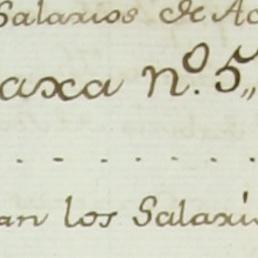 Salarios de Ac
axa nº. 5,,
an los Salari